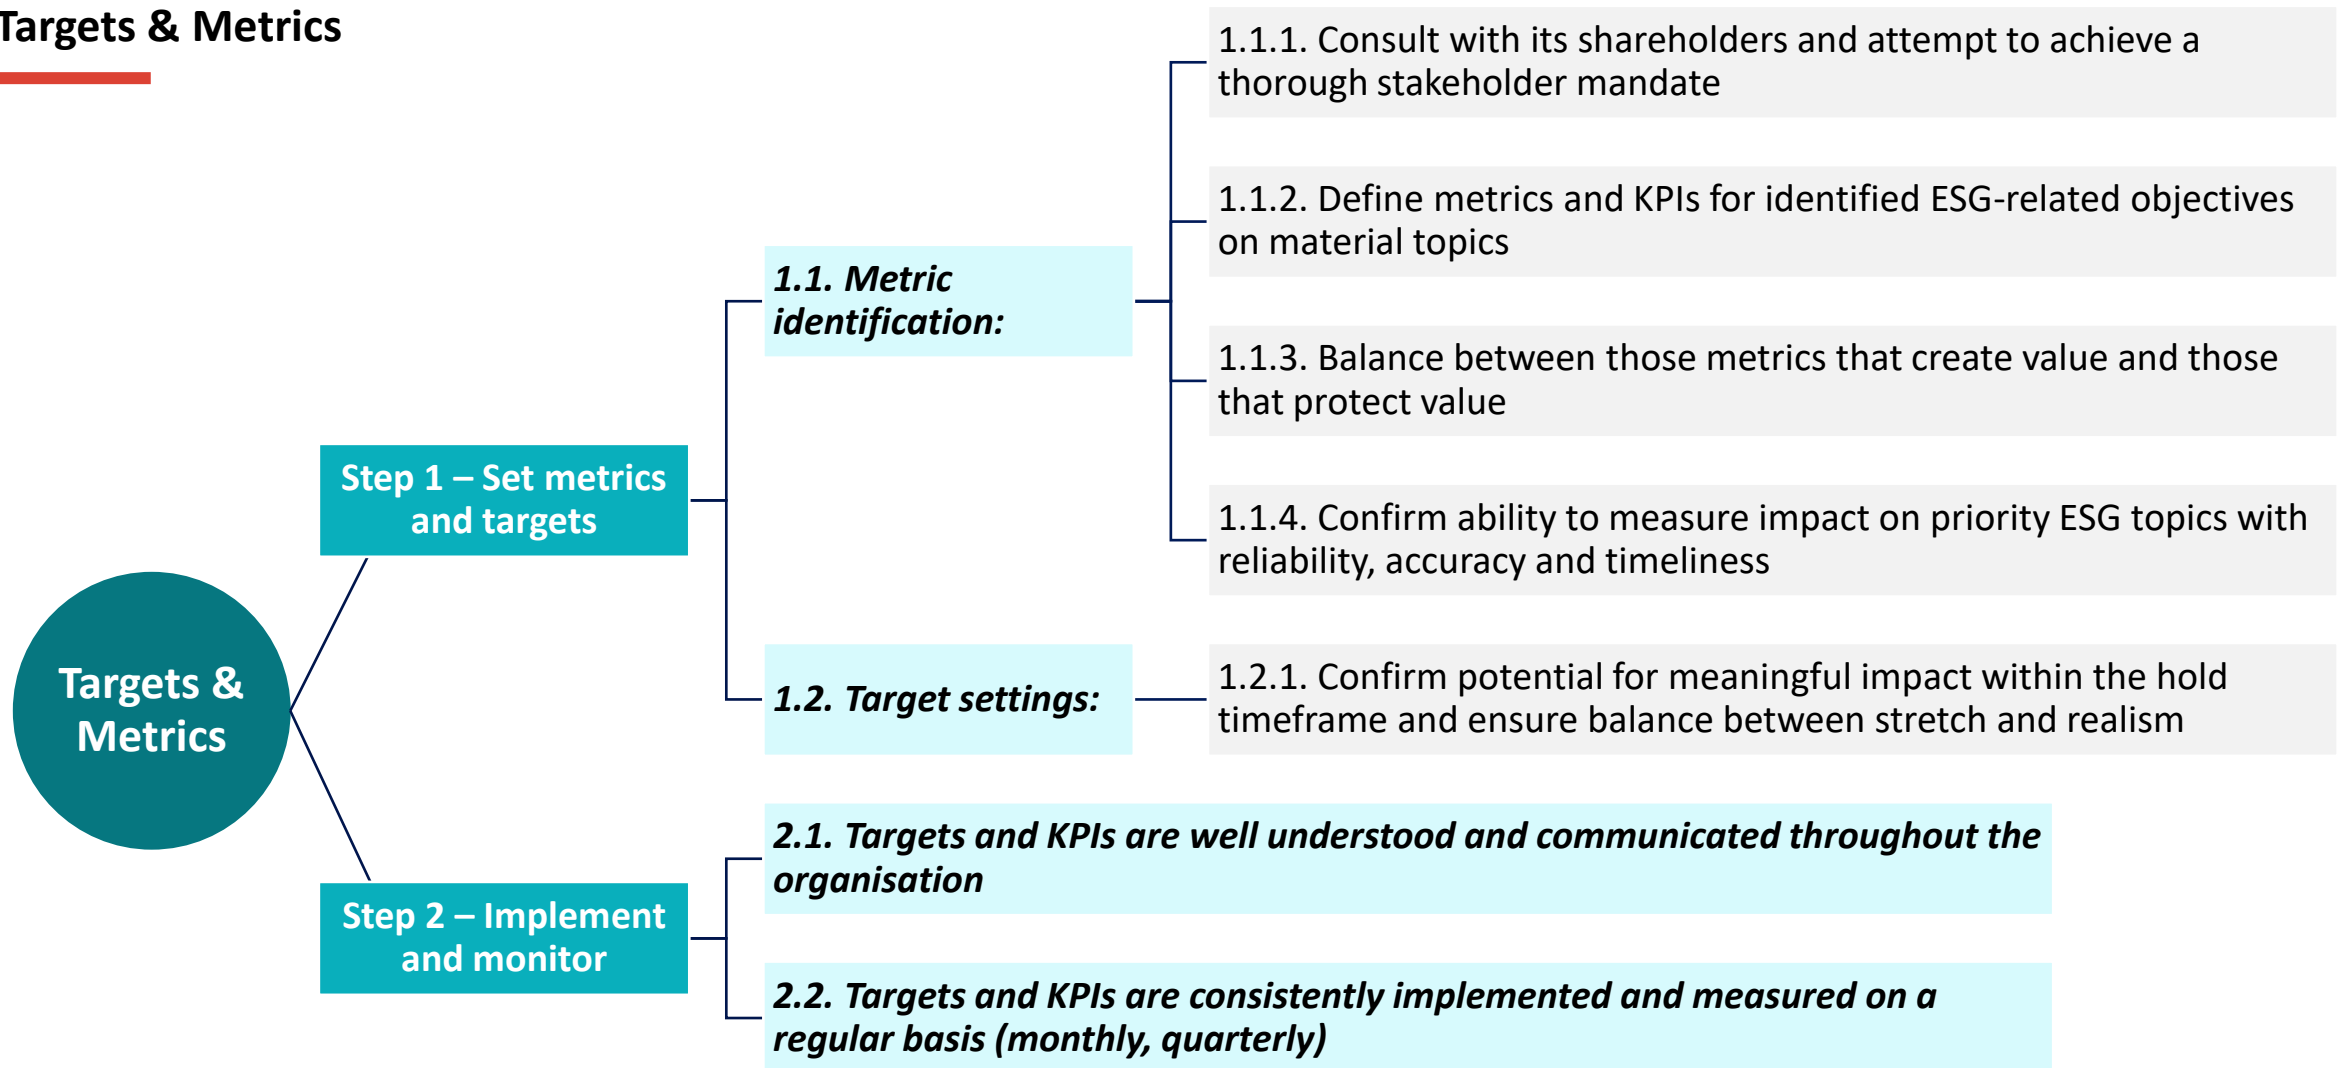 Targets & Metrics
1.1.1. Consult with its shareholders and attempt to achieve a
thorough stakeholder mandate
1.1.2. Define metrics and KPIs for identified ESG-related objectives
on material topics
1.1. Metric
identification:
1.1.3. Balance between those metrics that create value and those
that protect value
Step 1 – Set metrics
and targets
1.1.4. Confirm ability to measure impact on priority ESG topics with
reliability, accuracy and timeliness
Targets &
Metrics
1.2. Target settings:
1.2.1. Confirm potential for meaningful impact within the hold
timeframe and ensure balance between stretch and realism
2.1. Targets and KPIs are well understood and communicated throughout the
organisation
Step 2 – Implement
and monitor
2.2. Targets and KPIs are consistently implemented and measured on a
regular basis (monthly, quarterly)